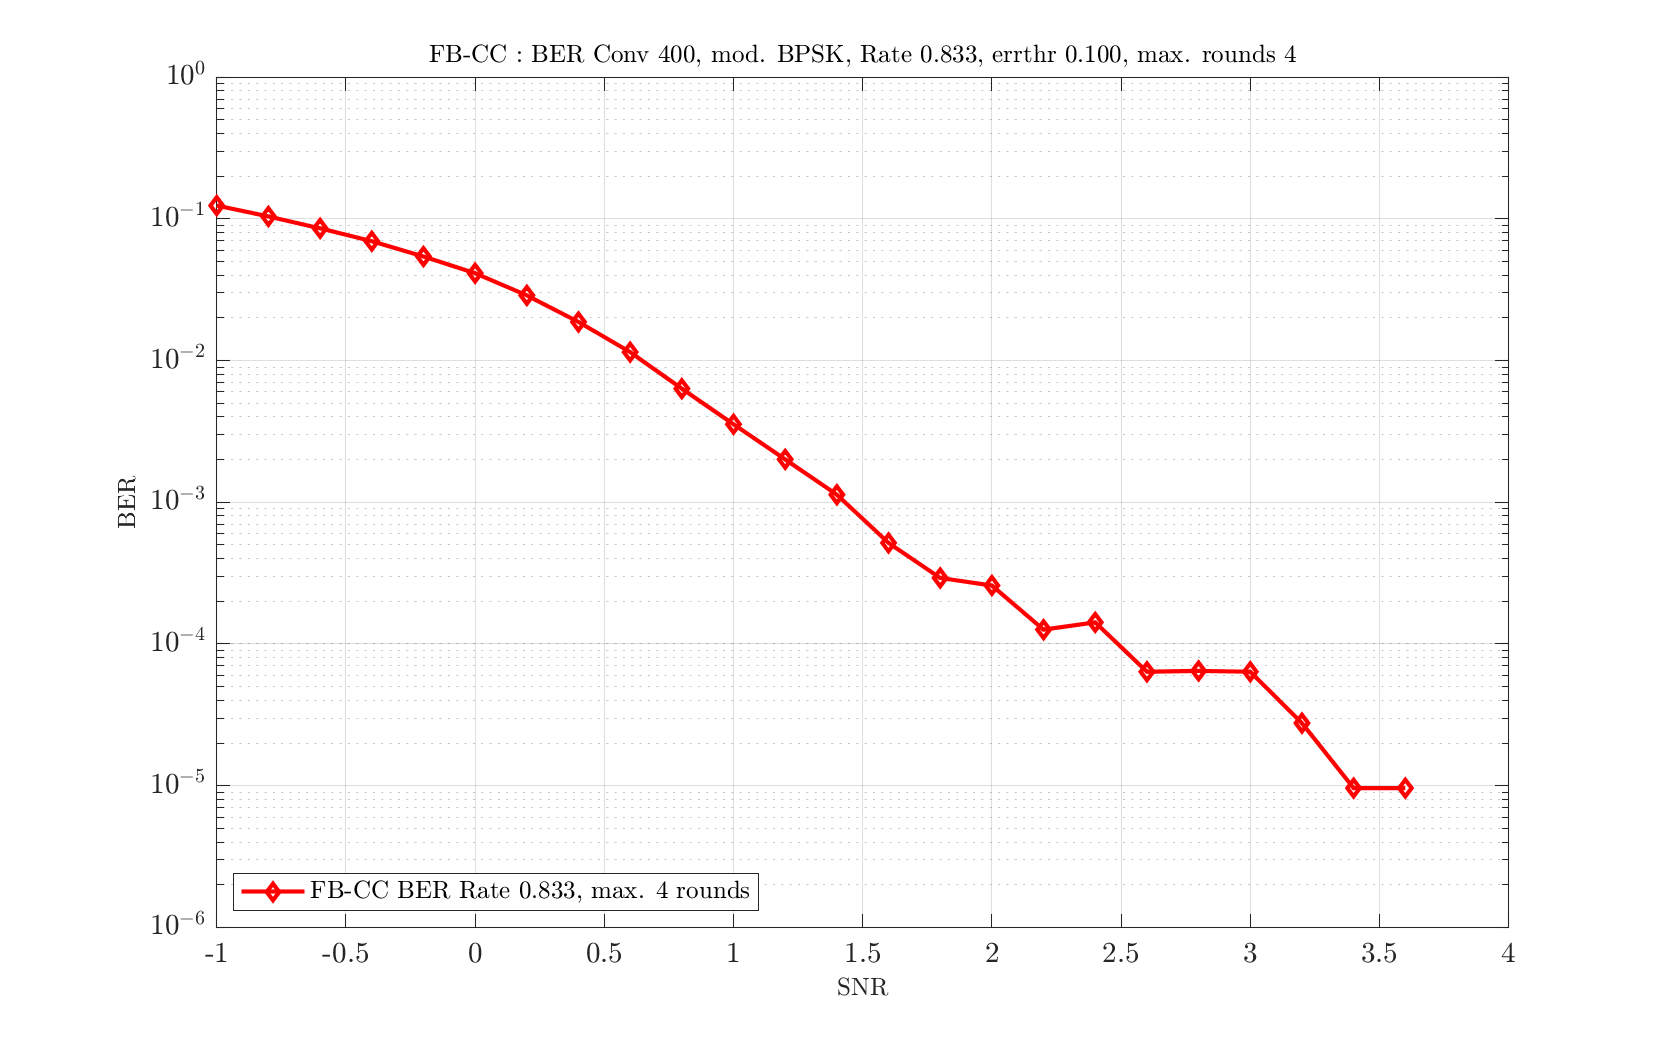 FB-CC : BER Conv 400, mod. BPSK, Rate 0.833, errthr 0.100, max. rounds 4
10^0
10^{-1}
10^{-2}
10^{-3}
10^{-4}
10^{-5}
10^{-6}
BER
FB-CC BER Rate 0.833, max. 4 rounds
-1 -0.5 0 0.5 1 1.5 2 2.5 3 3.5 4
SNR